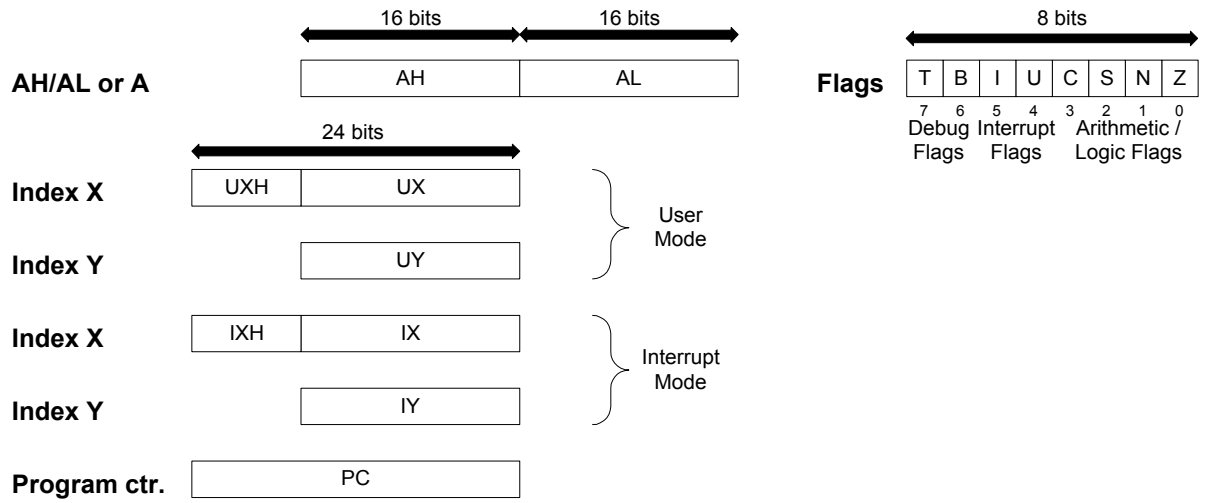 16 bits 16 bits 8 bits
AH/AL or A AH AL Flags T B I U C S N Z
7 6 5 4 3 2 1 0
Debug Flags Interrupt Flags Arithmetic / Logic Flags
24 bits
Index X UXH UX
User Mode
Index Y UY
Index X IXH IX
Interrupt Mode
Index Y IY
Program ctr. PC